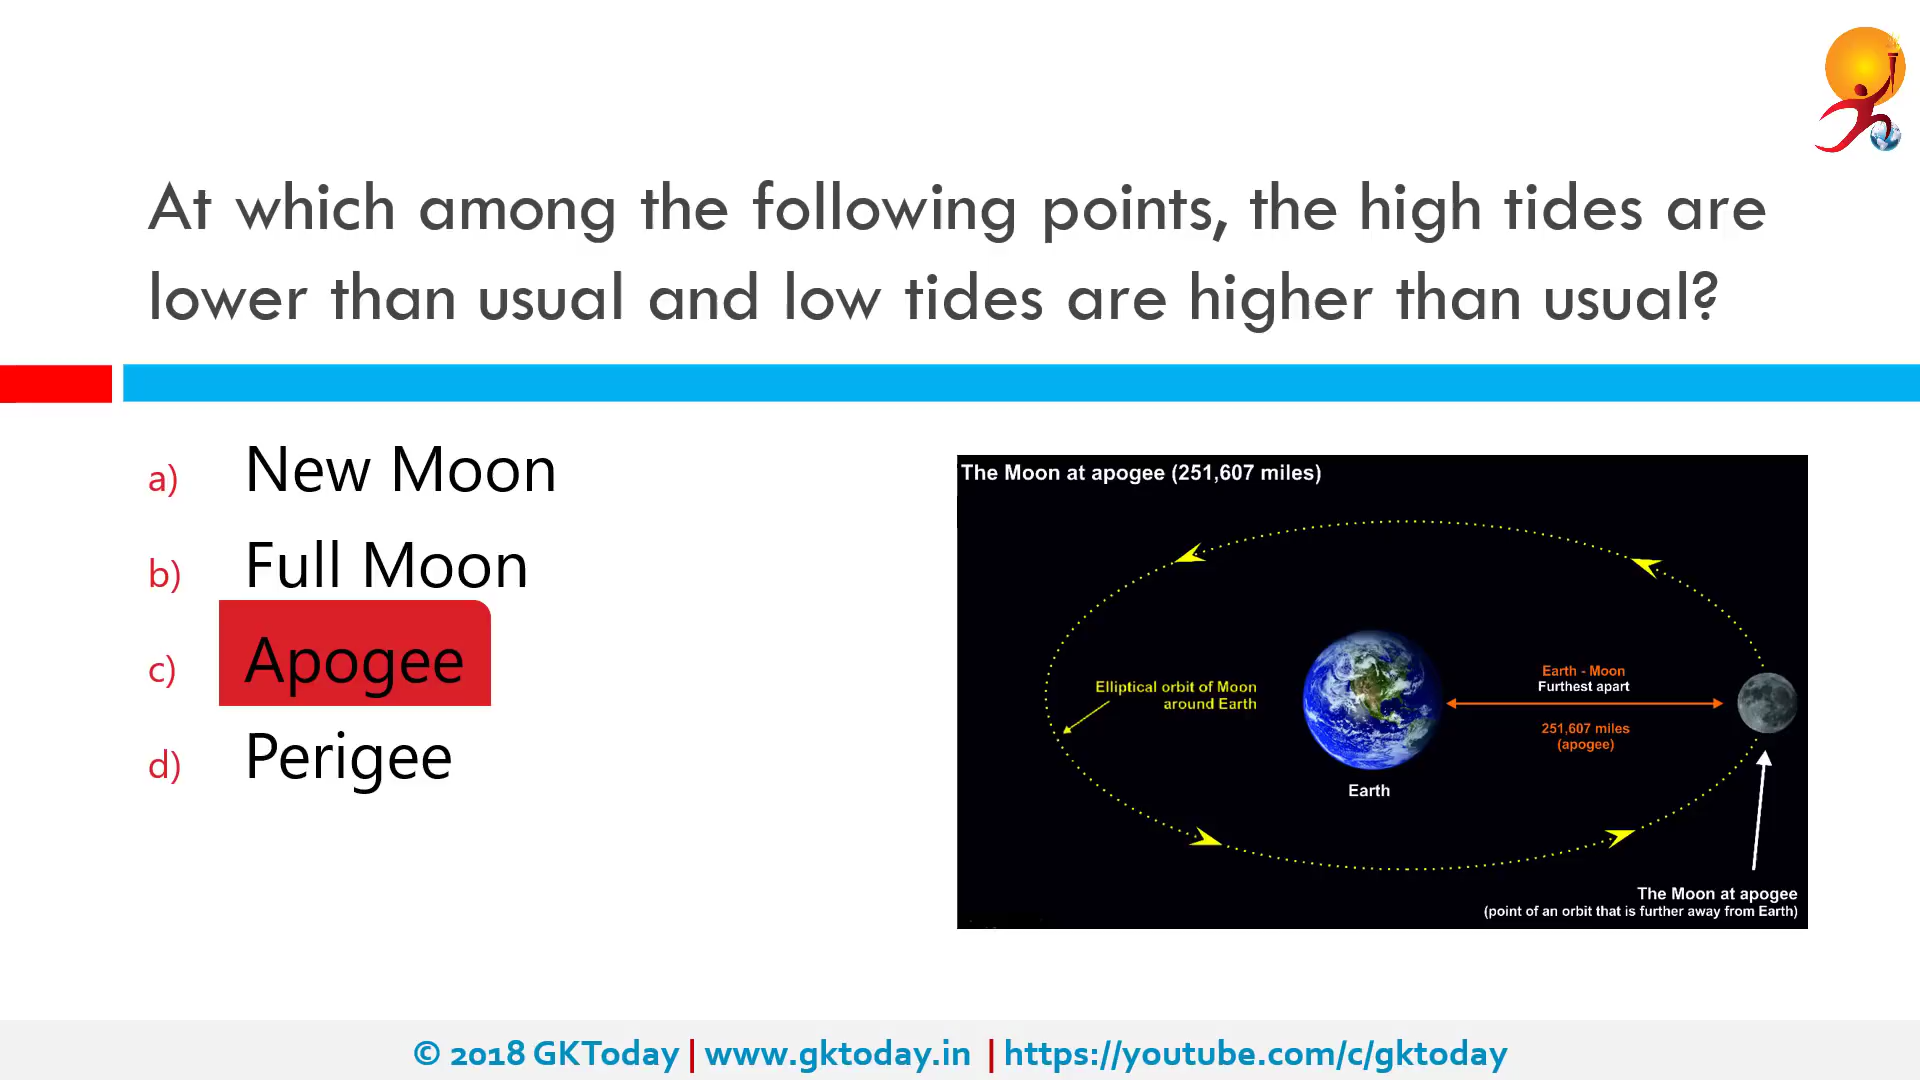 At which among the following points, the high tides are
lower than usual and low tides are higher than usual?
a) New Moon
b) Full Moon
c) Apogee
d) Perigee
The Moon at apogee (251,607 miles)
Elliptical orbit of Moon
around Earth
Earth - Moon
Furthest apart
251,607 miles
(apogee)
Earth
The Moon at apogee
(point of an orbit that is further away from Earth)
© 2018 GKToday | www.gktoday.in | https://youtube.com/c/gktoday